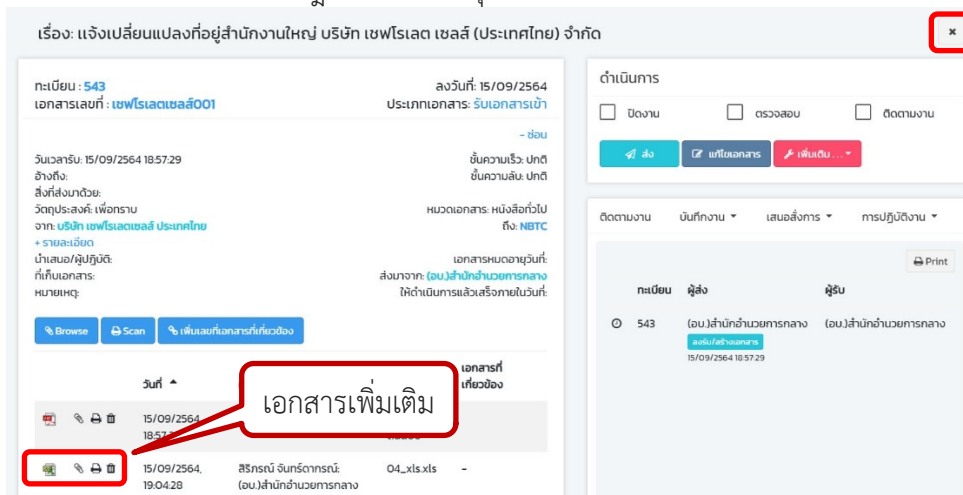 เรื่อง: แจ้งเปลี่ยนแปลงที่อยู่สำนักงานใหญ่ บริษัท เชฟโรเลต เซลส์ (ประเทศไทย) จำกัด
ทะเบียน : 543
ลงวันที่: 15/09/2564
เอกสารเลขที่ : เชฟโรเลตเซลส์001
ประเภทเอกสาร: รับเอกสารเข้า
- ซ่อน
วันเวลารับ: 15/09/2564 18:57:29
ชั้นความเร็ว: ปกติ
อ้างถึง:
ชั้นความลับ: ปกติ
สิ่งที่ส่งมาด้วย:
วัตถุประสงค์: เพื่อทราบ
หมวดเอกสาร: หนังสือทั่วไป
จาก: บริษัท เชฟโรเลตเซลส์ ประเทศไทย
ถึง: NBTC
+ รายละเอียด
นำเสนอ/ผู้ปฏิบัติ:
เอกสารหมดอายุวันที่:
ที่เก็บเอกสาร:
ส่งมาจาก: (อบ.)สำนักอำนวยการกลาง
หมายเหตุ:
ให้ดำเนินการแล้วเสร็จภายในวันที่:
Browse
Scan
เพิ่มเลขที่เอกสารที่เกี่ยวข้อง
วันที่
เอกสารที่
เกี่ยวข้อง
เอกสารเพิ่มเติม
15/09/2564
15/09/2564,
19:04:28
สิริภรณ์ จันทร์ดากรณ์:
(อบ.)สำนักอำนวยการกลาง
04_xls.xls
-
ดำเนินการ
ปิดงาน
ตรวจสอบ
ติดตามงาน
ส่ง
แก้ไขเอกสาร
เพิ่มเติม...
ติดตามงาน
บันทึกงาน
เสนอสั่งการ
การปฏิบัติงาน
Print
ทะเบียน
ผู้ส่ง
ผู้รับ
543
(อบ.)สำนักอำนวยการกลาง
(อบ.)สำนักอำนวยการกลาง
ลงรับ/สร้างเอกสาร
15/09/2564 18:57:29